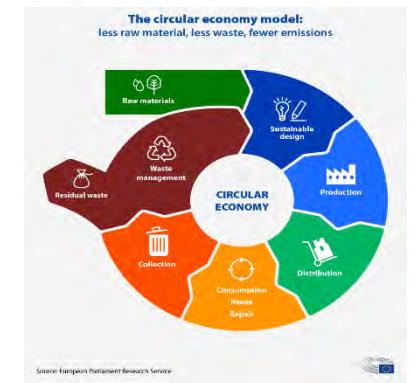 The circular economy model:
less raw material, less waste, fewer emissions
Raw materials
Sustainable
design
Production
Distribution
Consumption
Reuse
Repair
Collection
Waste
management
Residual waste
CIRCULAR
ECONOMY
Source: European Parliament Research Service